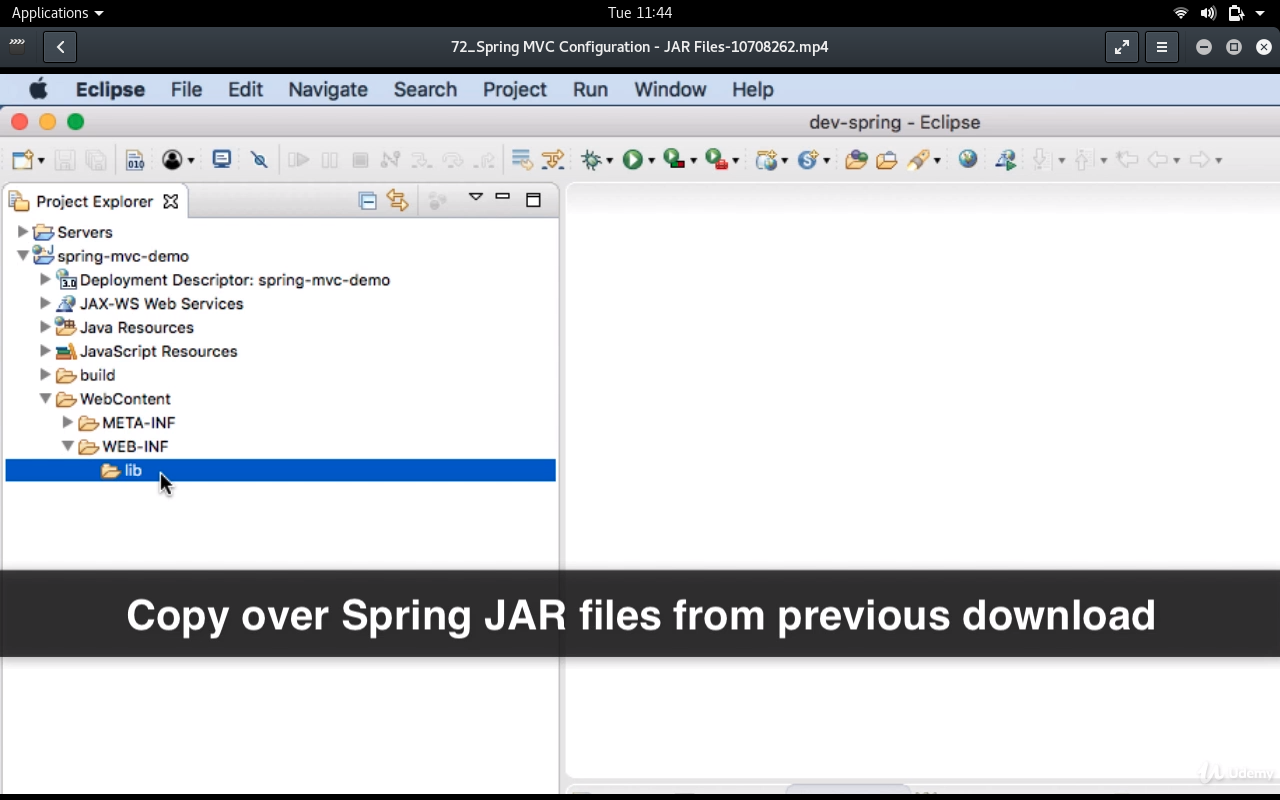 Applications
Tue 11:44
72_Spring MVC Configuration - JAR Files-10708262.mp4
Eclipse File Edit Navigate Search Project Run Window Help
dev-spring - Eclipse
010
Project Explorer
Servers
spring-mvc-demo
3.0 Deployment Descriptor: spring-mvc-demo
JAX-WS Web Services
Java Resources
JavaScript Resources
build
WebContent
META-INF
WEB-INF
lib
Copy over Spring JAR files from previous download
Udemy